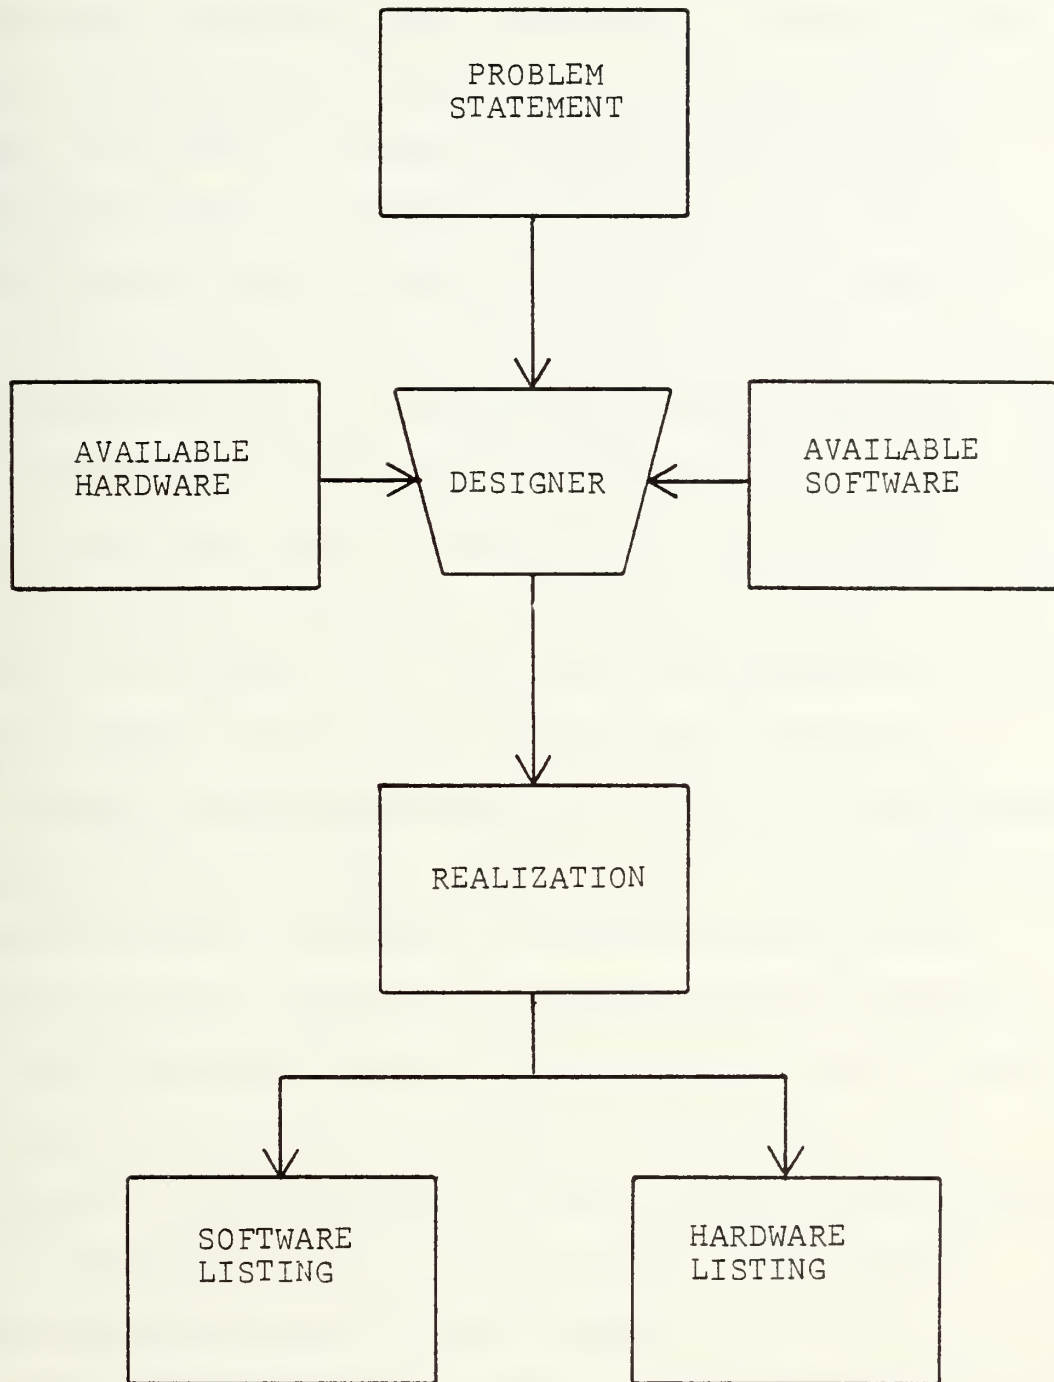 PROBLEM
STATEMENT
AVAILABLE
HARDWARE
DESIGNER
AVAILABLE
SOFTWARE
REALIZATION
SOFTWARE
LISTING
HARDWARE
LISTING